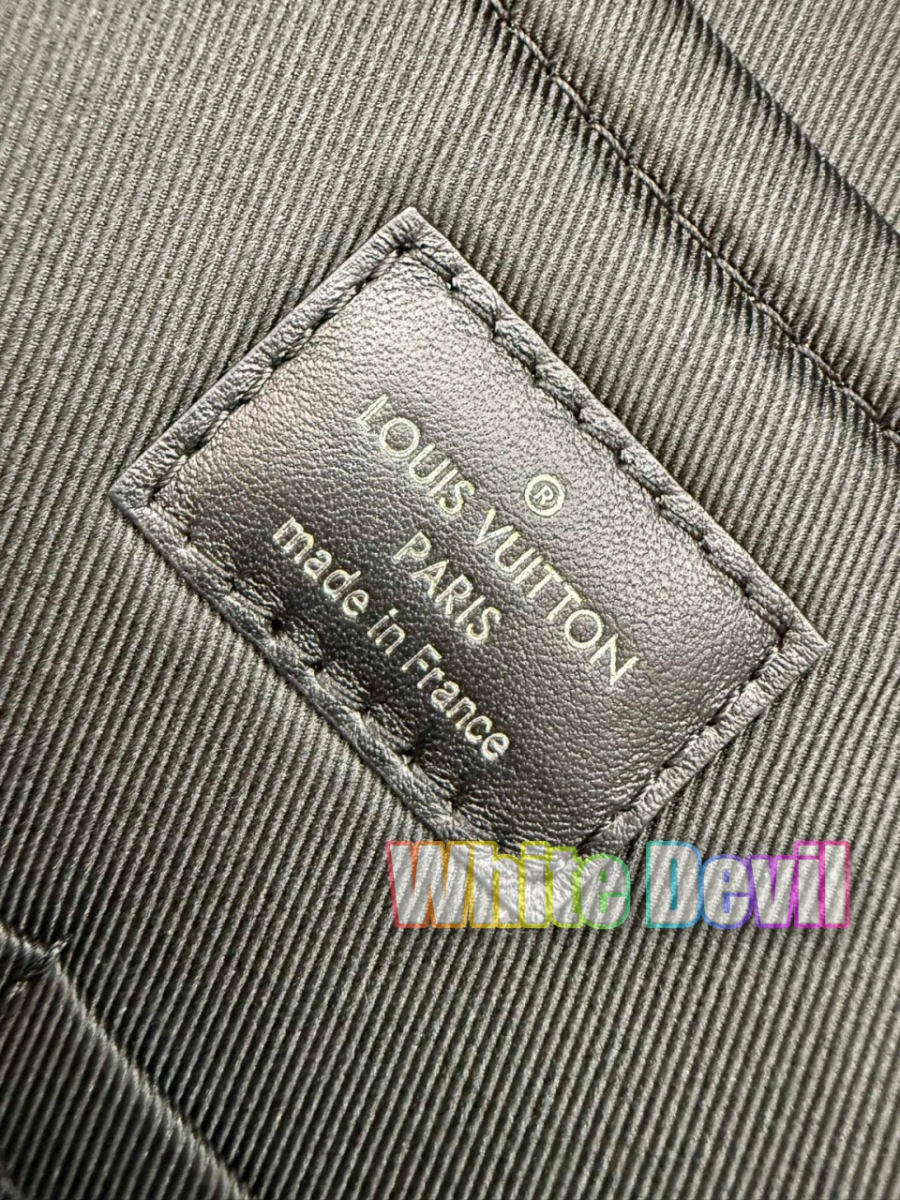 ®
LOUIS VUITTON
PARIS
made in France
White Devil